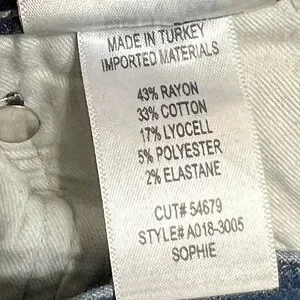 MADE IN TURKEY
IMPORTED MATERIALS
43% RAYON
33% COTTON
17% LYOCELL
5% POLYESTER
2% ELASTANE
CUT# 54679
STYLE# A018-3005
SOPHIE